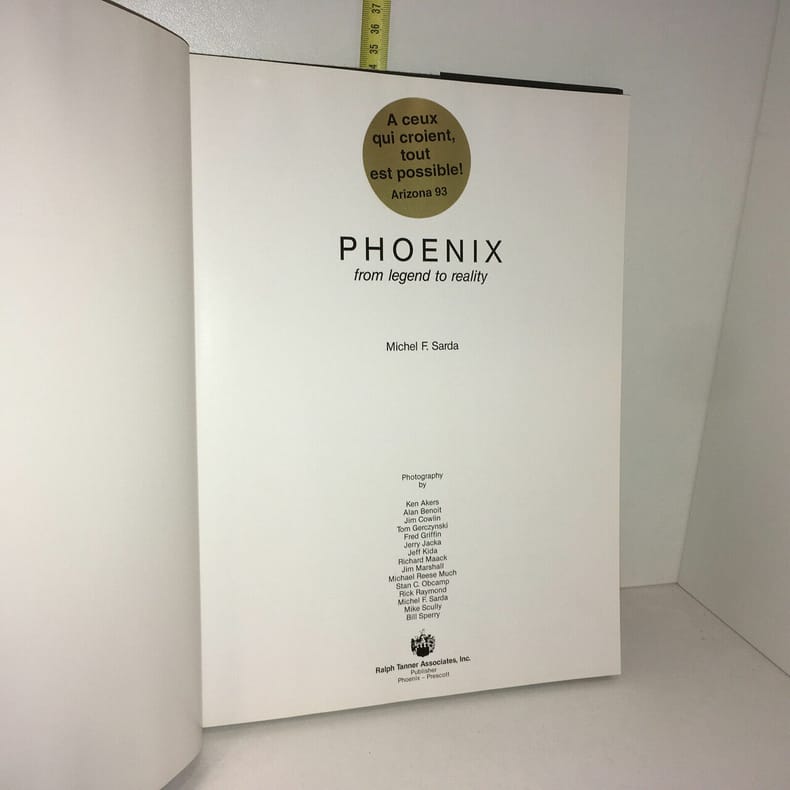 37
36
35
A ceux
qui croient,
tout
est possible!
Arizona 93
PHOENIX
from legend to reality
Michel F. Sarda
Photography
by
Ken Akers
Alan Benoit
Jim Cowlin
Tom Gerczynski
Fred Griffin
Jerry Jacka
Jeff Kida
Richard Maack
Jim Marshall
Michael Reese Much
Stan C. Obcamp
Rick Raymond
Michel F. Sarda
Mike Scully
Bill Sperry
Ralph Tanner Associates, Inc.
Publisher
Phoenix – Prescott